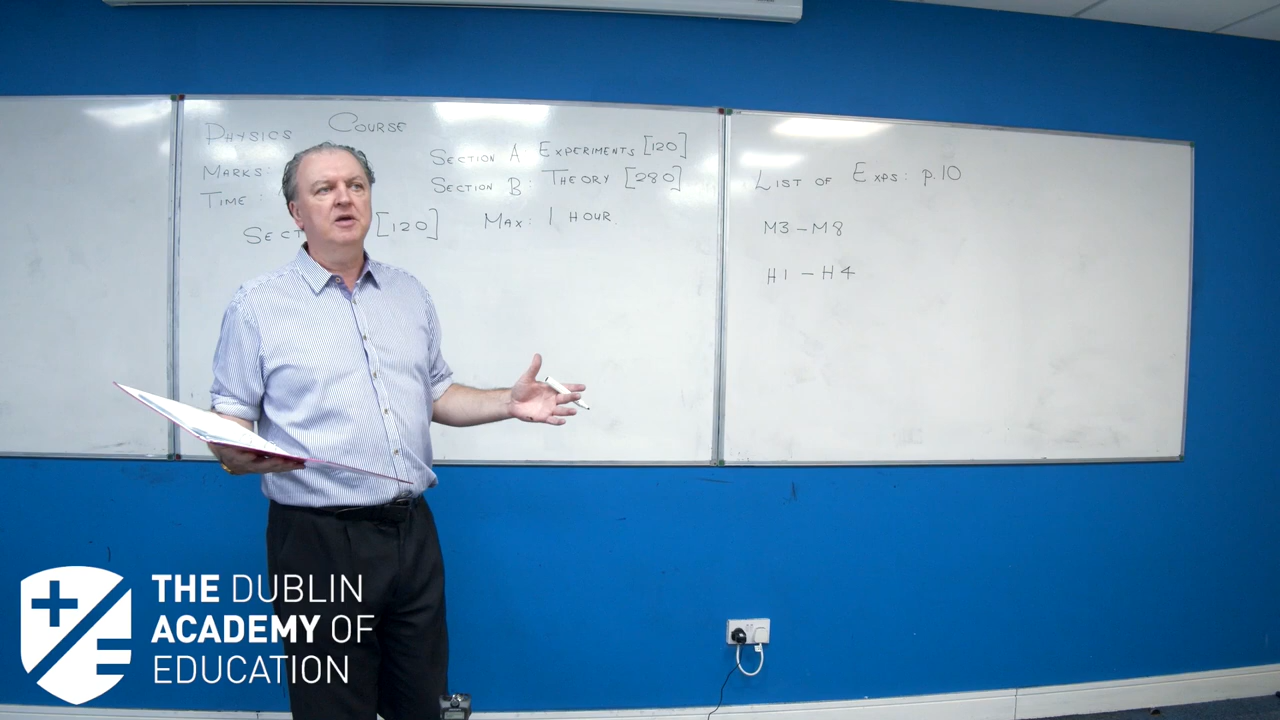 PHYSICS COURSE
MARKS:
TIME :
SECTION A EXPERIMENTS [120]
SECTION B: THEORY [280]
SECT [120] MAX: 1 HOUR
LIST OF EXPS: p.10
M3 – M8
H1 – H4
THE DUBLIN
ACADEMY OF
EDUCATION